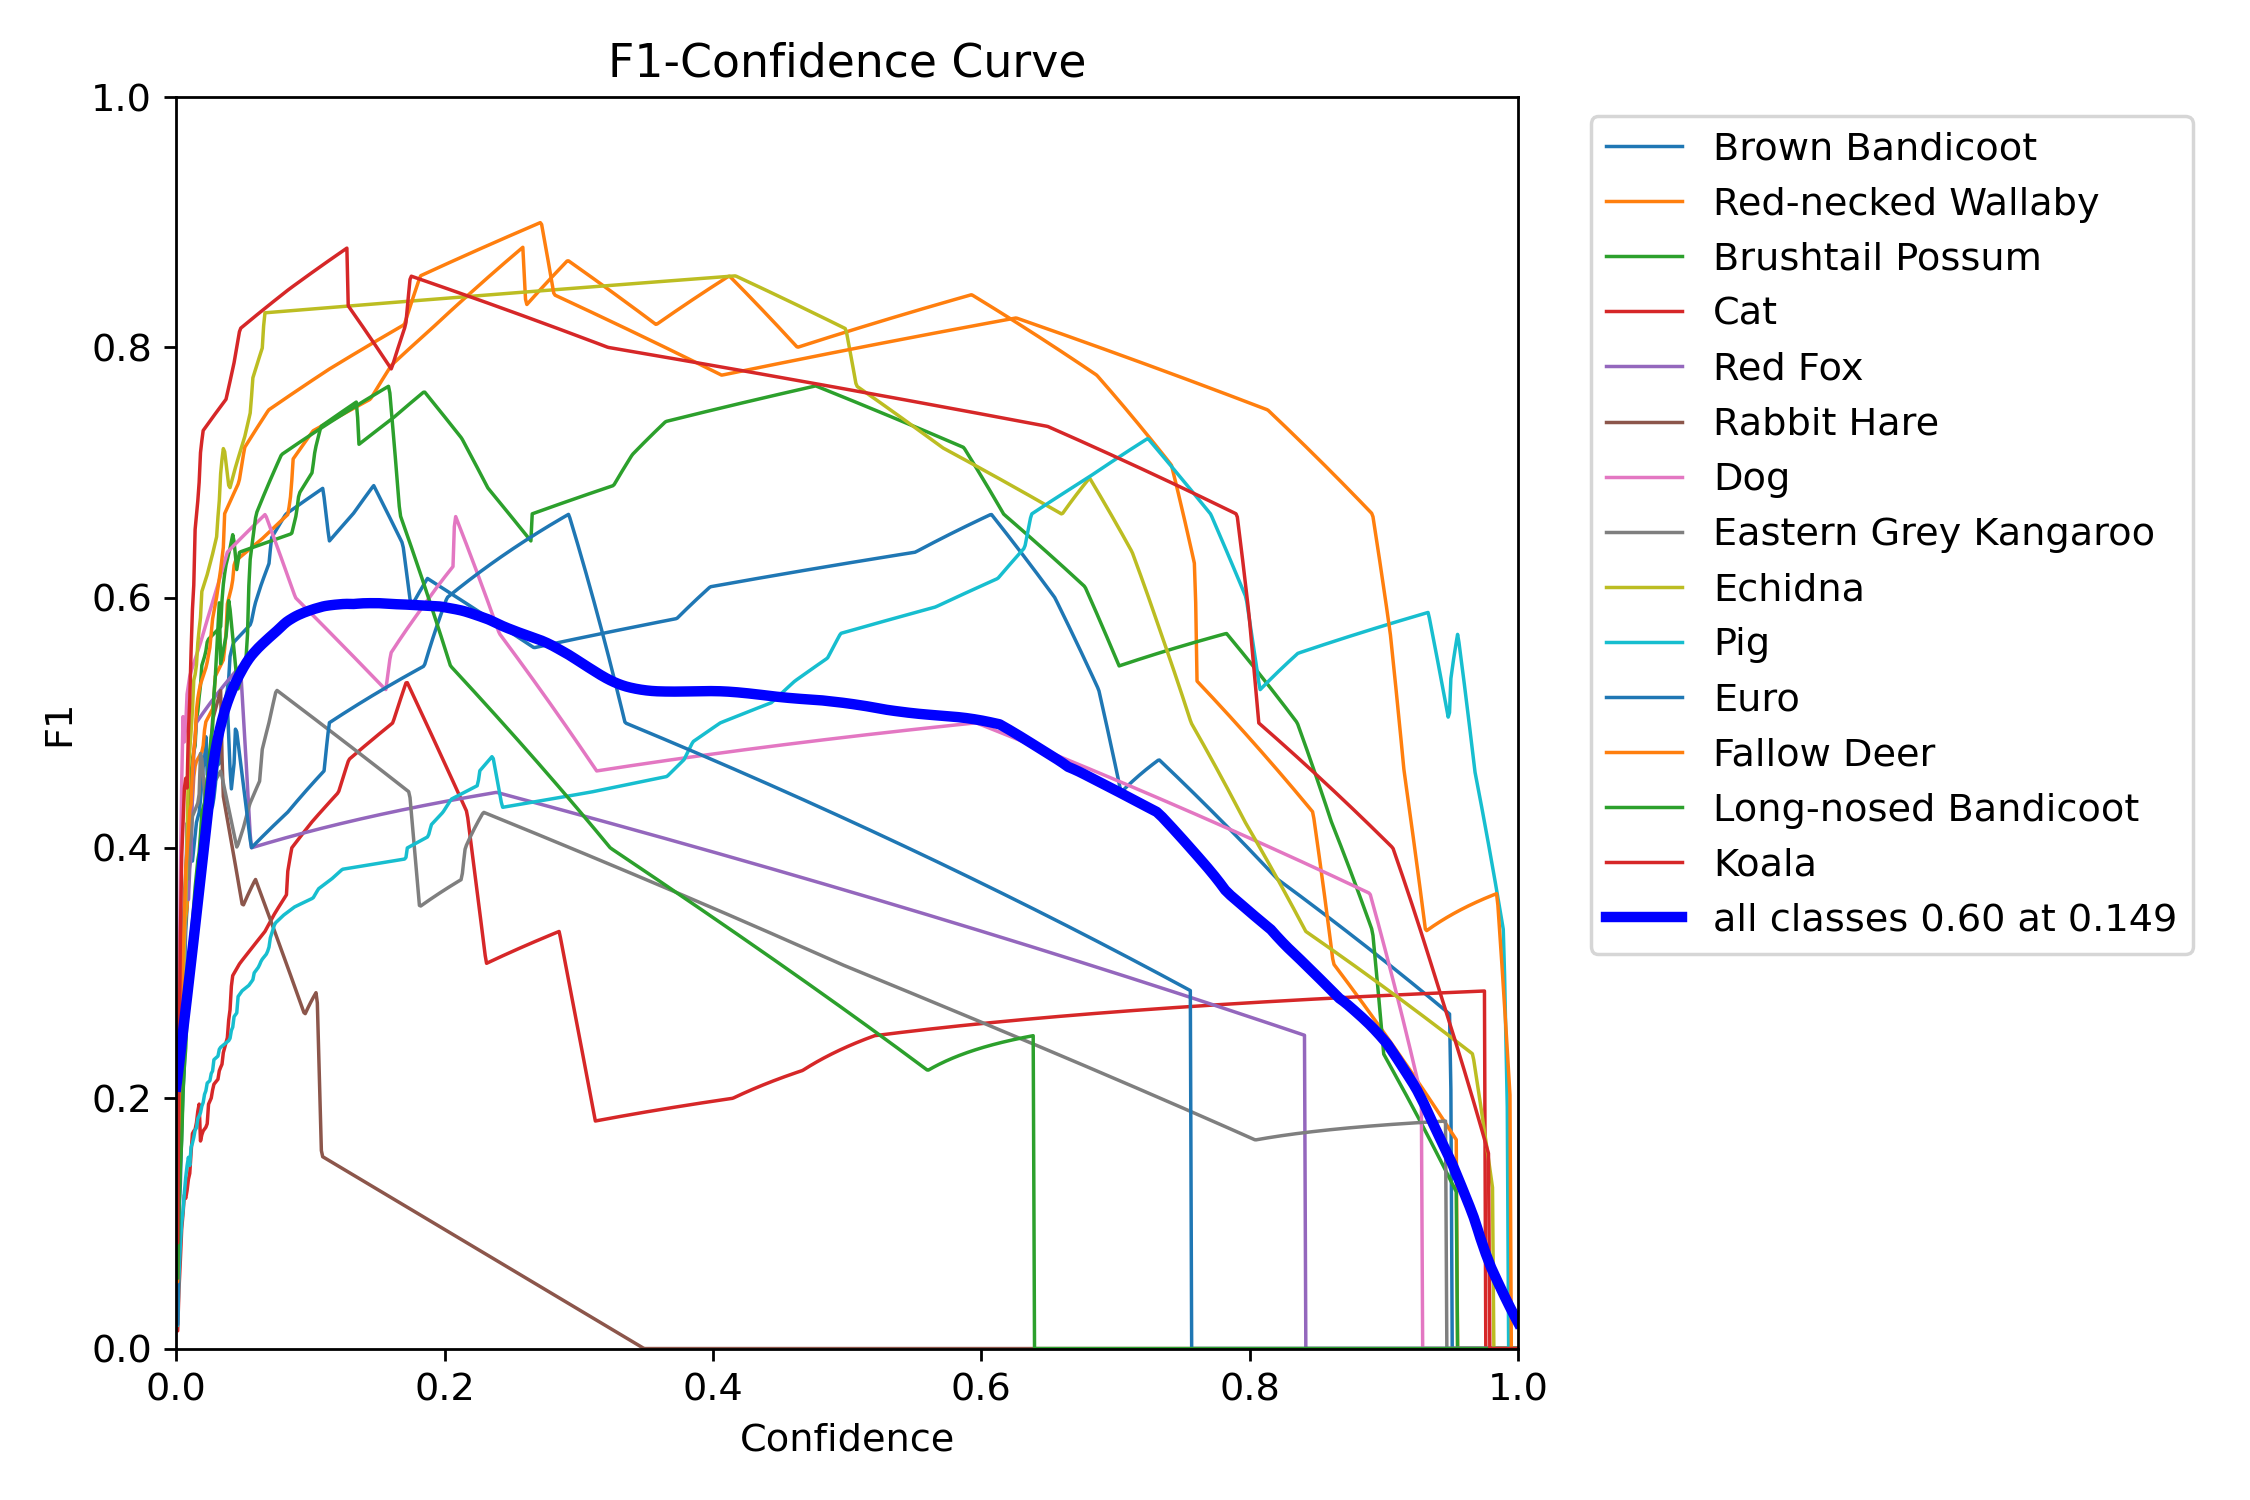 F1-Confidence Curve
1.0
0.8
0.6
0.4
0.2
0.0
F1
0.0 0.2 0.4 0.6 0.8 1.0
Confidence
Brown Bandicoot
Red-necked Wallaby
Brushtail Possum
Cat
Red Fox
Rabbit Hare
Dog
Eastern Grey Kangaroo
Echidna
Pig
Euro
Fallow Deer
Long-nosed Bandicoot
Koala
all classes 0.60 at 0.149